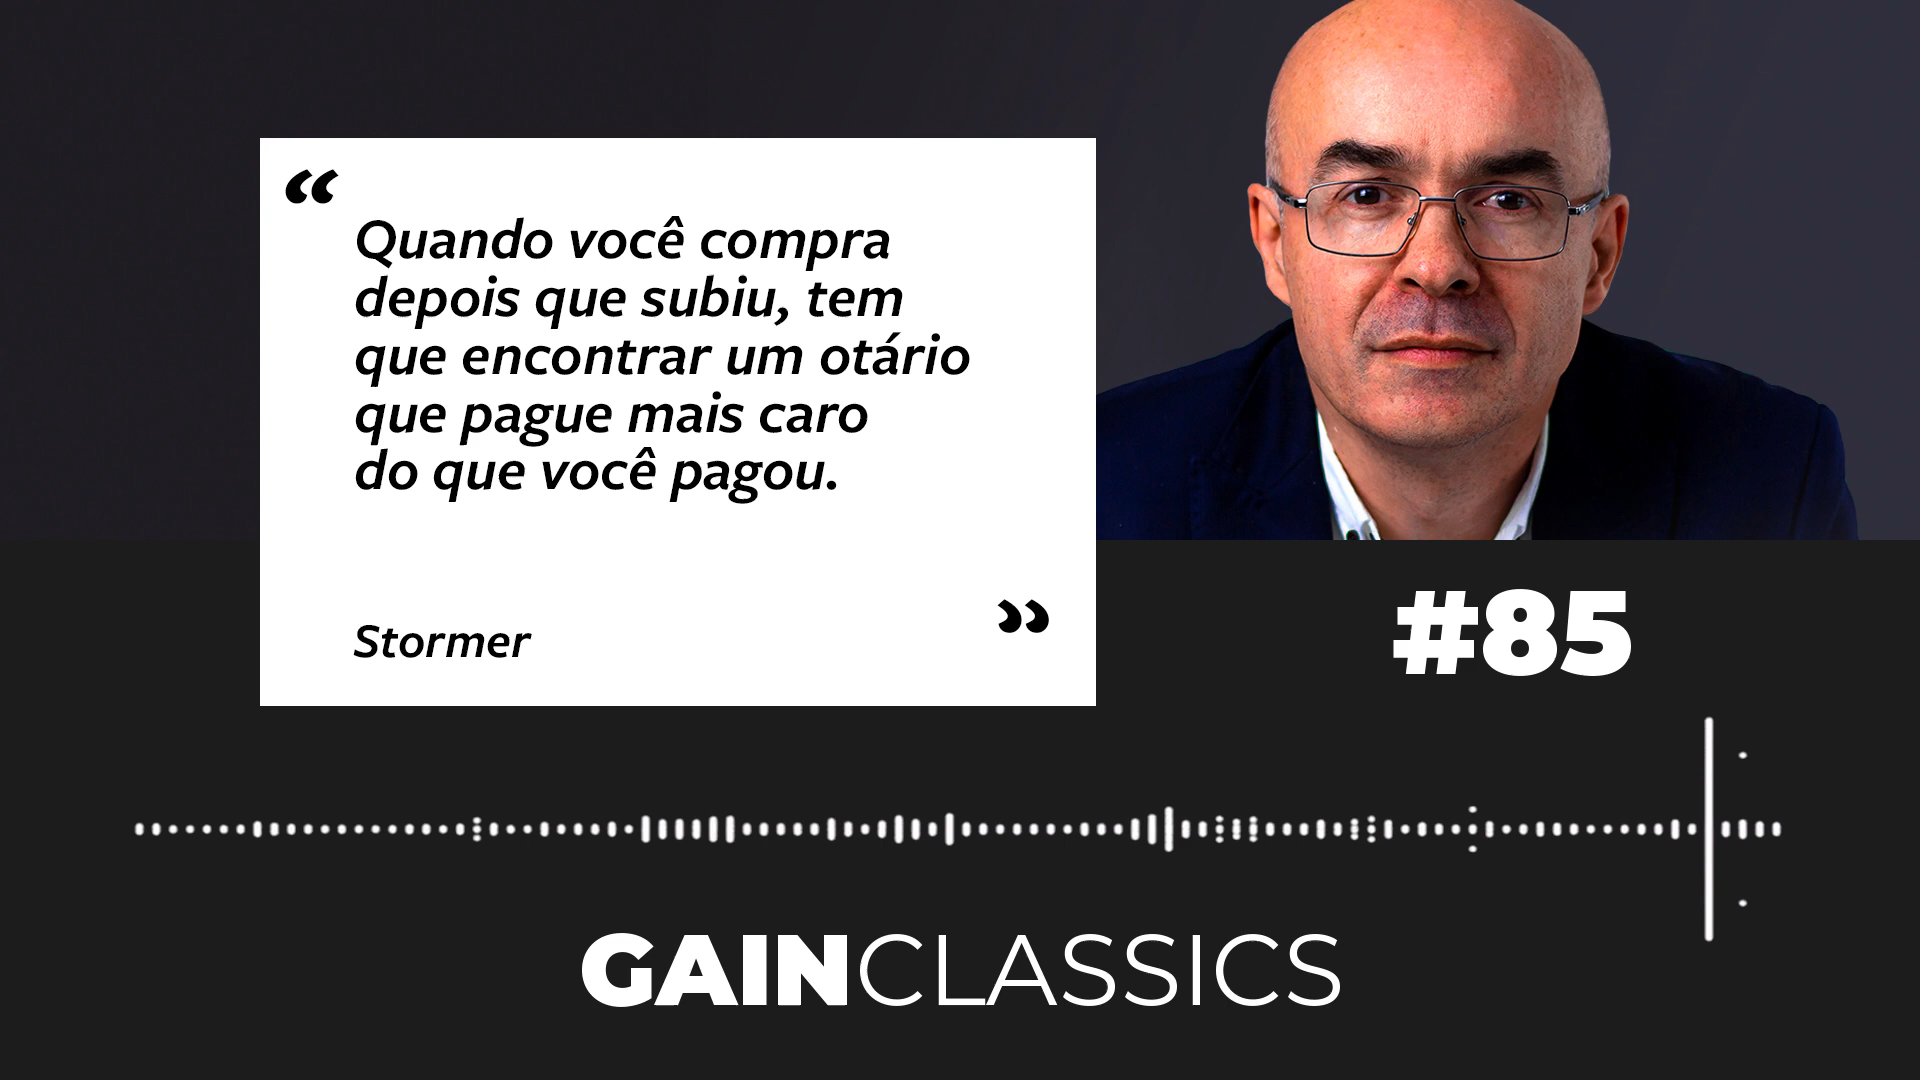 “
Quando você compra
depois que subiu, tem
que encontrar um otário
que pague mais caro
do que você pagou.
Stormer
”
#85
GAINCLASSICS